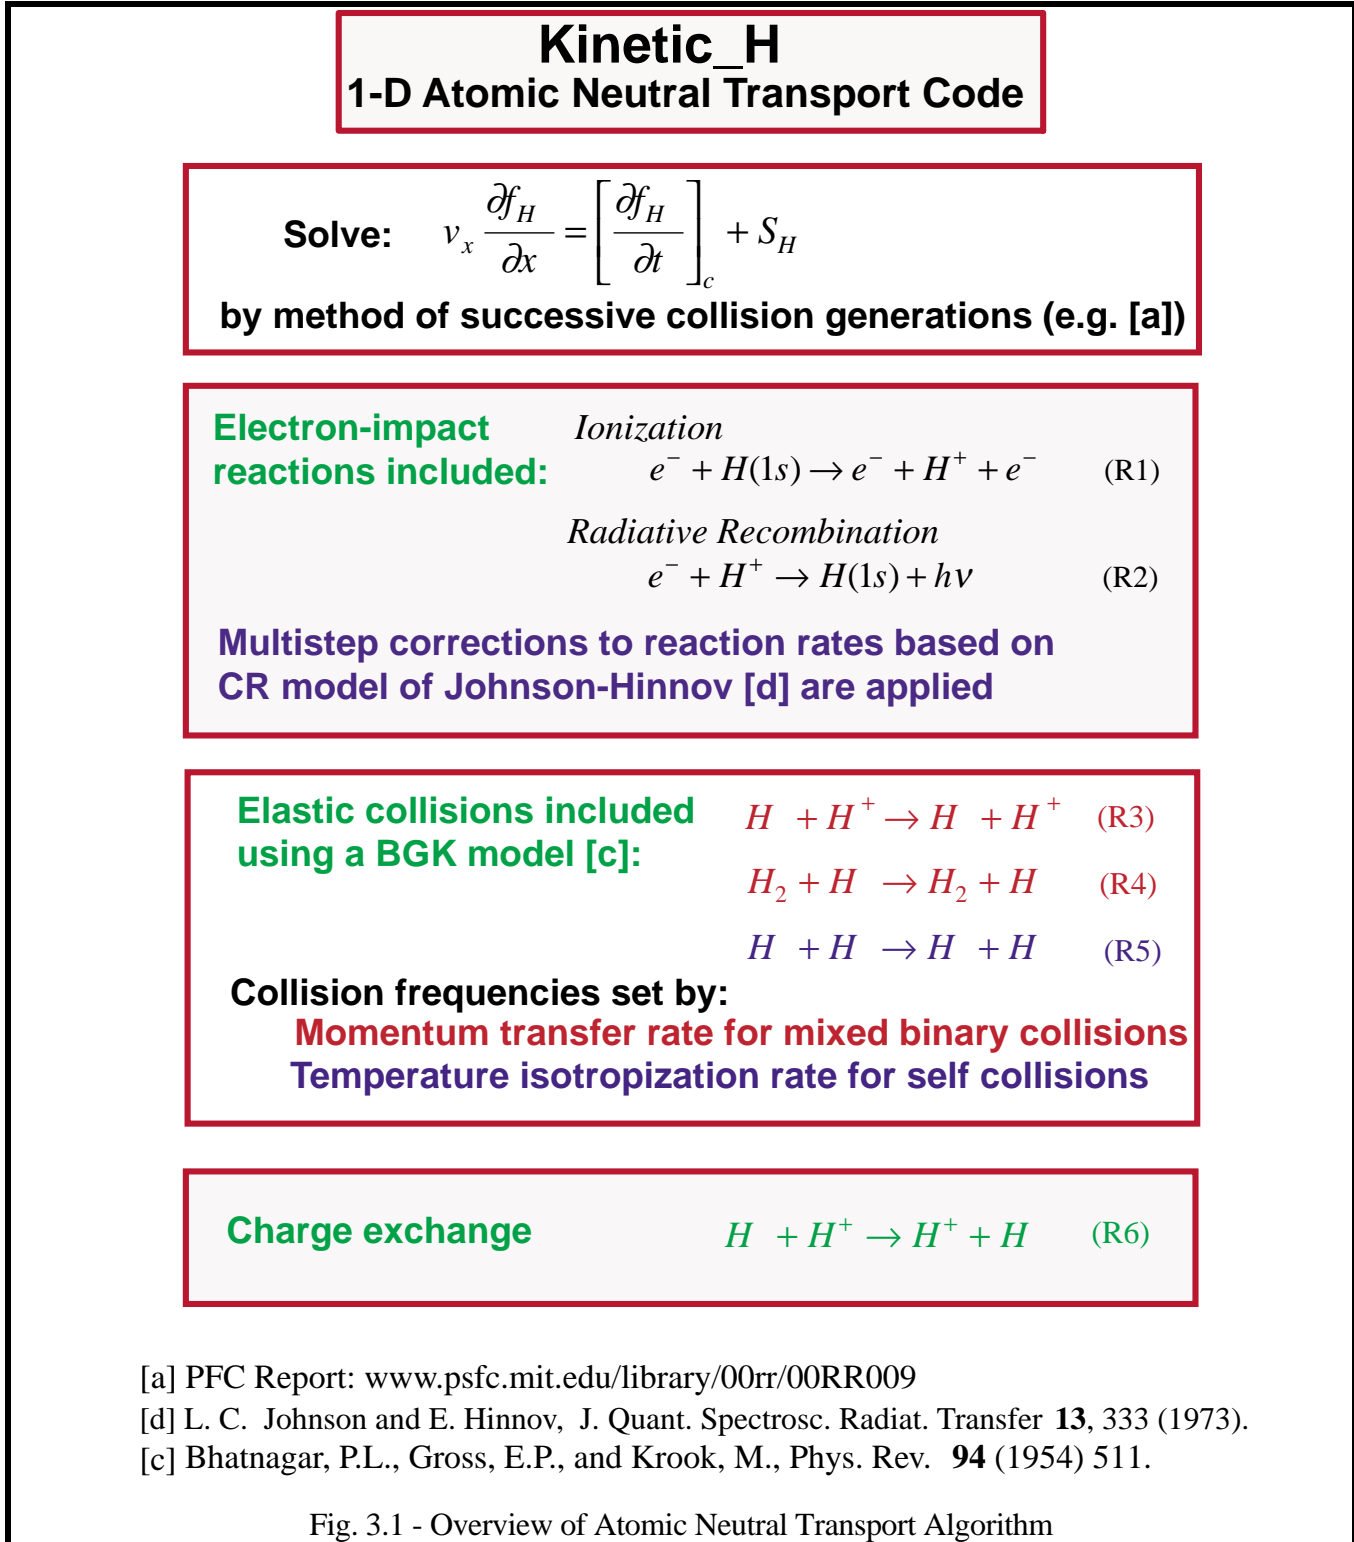 Kinetic_H
1-D Atomic Neutral Transport Code
Solve: v_x ∂f_H/∂x = [∂f_H/∂t]_c + S_H
by method of successive collision generations (e.g. [a])
Electron-impact
reactions included:
Ionization
e⁻ + H(1s) → e⁻ + H⁺ + e⁻ (R1)
Radiative Recombination
e⁻ + H⁺ → H(1s) + hν (R2)
Multistep corrections to reaction rates based on
CR model of Johnson-Hinnov [d] are applied
Elastic collisions included
using a BGK model [c]:
H + H⁺ → H + H⁺ (R3)
H₂ + H → H₂ + H (R4)
H + H → H + H (R5)
Collision frequencies set by:
Momentum transfer rate for mixed binary collisions
Temperature isotropization rate for self collisions
Charge exchange H + H⁺ → H⁺ + H (R6)
[a] PFC Report: www.psfc.mit.edu/library/00rr/00RR009
[d] L. C. Johnson and E. Hinnov, J. Quant. Spectrosc. Radiat. Transfer 13, 333 (1973).
[c] Bhatnagar, P.L., Gross, E.P., and Krook, M., Phys. Rev. 94 (1954) 511.
Fig. 3.1 - Overview of Atomic Neutral Transport Algorithm